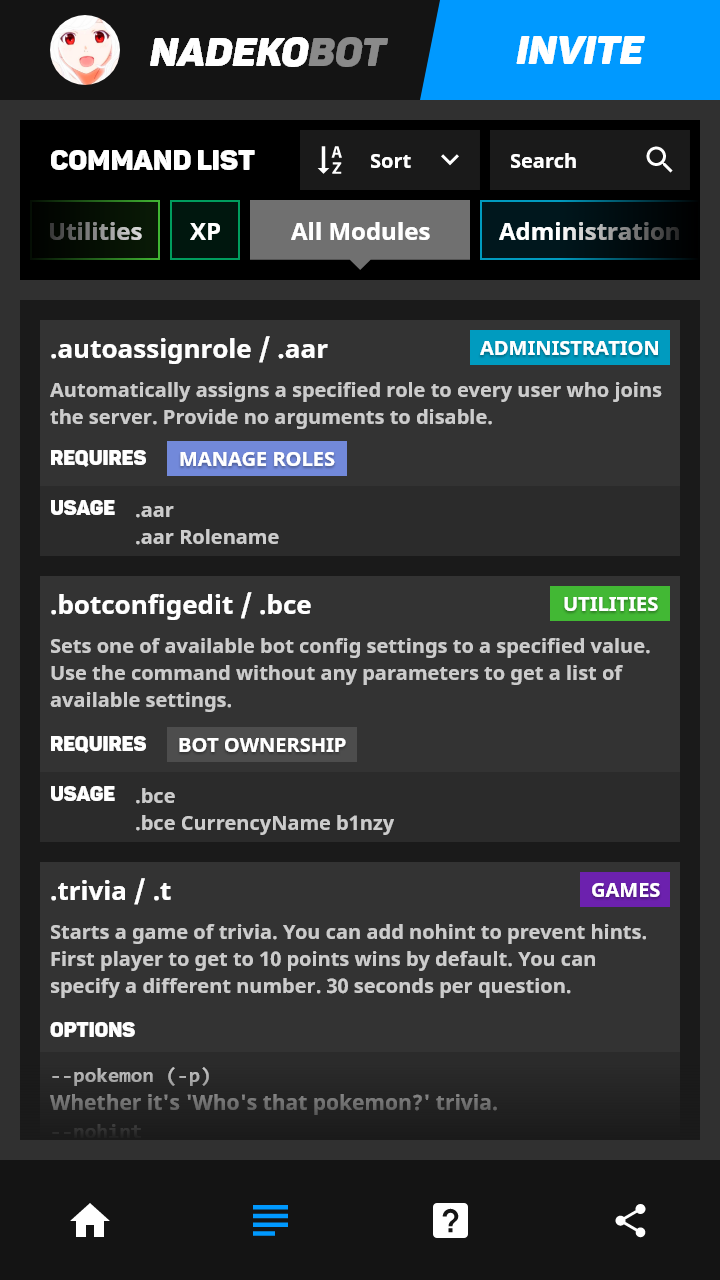 NADEKOBOT
INVITE
COMMAND LIST
A
Z
Sort
Search
Utilities
XP
All Modules
Administration
.autoassignrole / .aar
ADMINISTRATION
Automatically assigns a specified role to every user who joins
the server. Provide no arguments to disable.
REQUIRES
MANAGE ROLES
USAGE
.aar
.aar Rolename
.botconfigedit / .bce
UTILITIES
Sets one of available bot config settings to a specified value.
Use the command without any parameters to get a list of
available settings.
REQUIRES
BOT OWNERSHIP
USAGE
.bce
.bce CurrencyName b1nzy
.trivia / .t
GAMES
Starts a game of trivia. You can add nohint to prevent hints.
First player to get to 10 points wins by default. You can
specify a different number. 30 seconds per question.
OPTIONS
--pokemon (-p)
Whether it's 'Who's that pokemon?' trivia.
--nohint
?